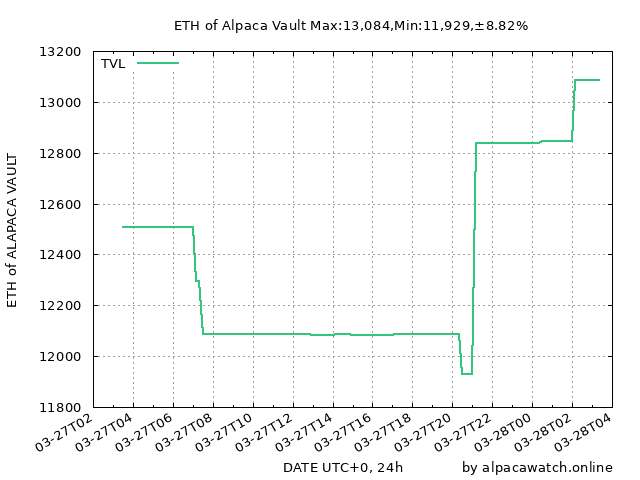 ETH of Alpaca Vault Max:13,084,Min:11,929,±8.82%
TVL
13200
13000
12800
12600
12400
12200
12000
11800
ETH of ALAPACA VAULT
03-27T02
03-27T04
03-27T06
03-27T08
03-27T10
03-27T12
03-27T14
03-27T16
03-27T18
03-27T20
03-27T22
03-28T00
03-28T02
03-28T04
DATE UTC+0, 24h
by alpacawatch.online